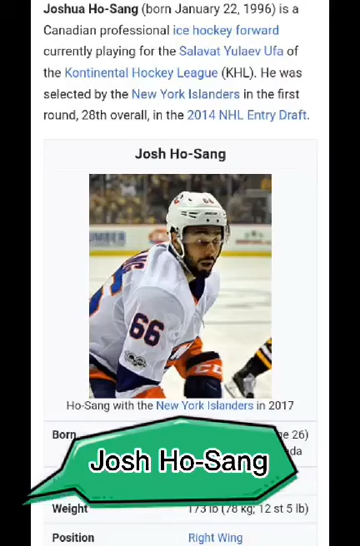 Joshua Ho-Sang (born January 22, 1996) is a
Canadian professional ice hockey forward
currently playing for the Salavat Yulaev Ufa of
the Kontinental Hockey League (KHL). He was
selected by the New York Islanders in the first
round, 28th overall, in the 2014 NHL Entry Draft.
Josh Ho-Sang
66
66
CCM
Ho-Sang with the New York Islanders in 2017
Born
26)
Josh Ho-Sang
Weight 173 lb (78 kg; 12 st 5 lb)
Position Right Wing